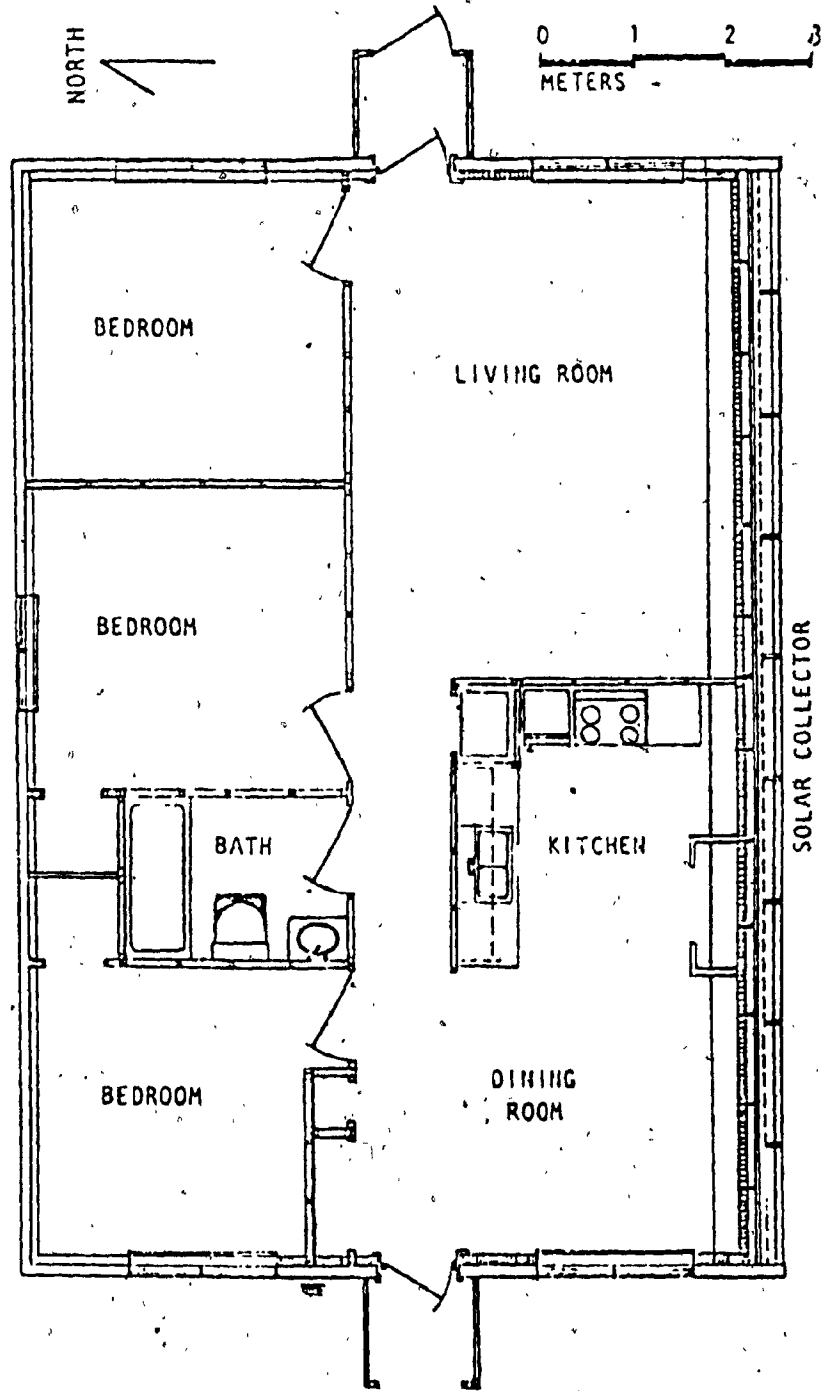 NORTH
0 1 2 3
METERS
BEDROOM
LIVING ROOM
BEDROOM
SOLAR COLLECTOR
BATH
KITCHEN
BEDROOM
DINING
ROOM